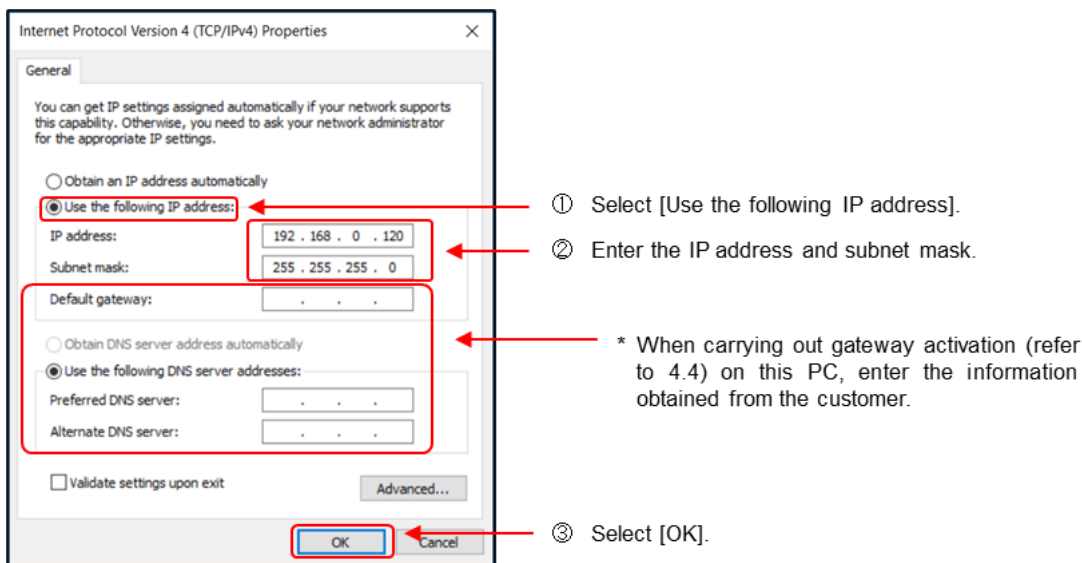 Internet Protocol Version 4 (TCP/IPv4) Properties
General
You can get IP settings assigned automatically if your network supports
this capability. Otherwise, you need to ask your network administrator
for the appropriate IP settings.
Obtain an IP address automatically
Use the following IP address:
① Select [Use the following IP address].
IP address: 192 . 168 . 0 . 120
② Enter the IP address and subnet mask.
Subnet mask: 255 . 255 . 255 . 0
Default gateway: . . .
Obtain DNS server address automatically
Use the following DNS server addresses:
* When carrying out gateway activation (refer
to 4.4) on this PC, enter the information
obtained from the customer.
Preferred DNS server: . . .
Alternate DNS server: . . .
Validate settings upon exit
Advanced...
③ Select [OK].
OK
Cancel